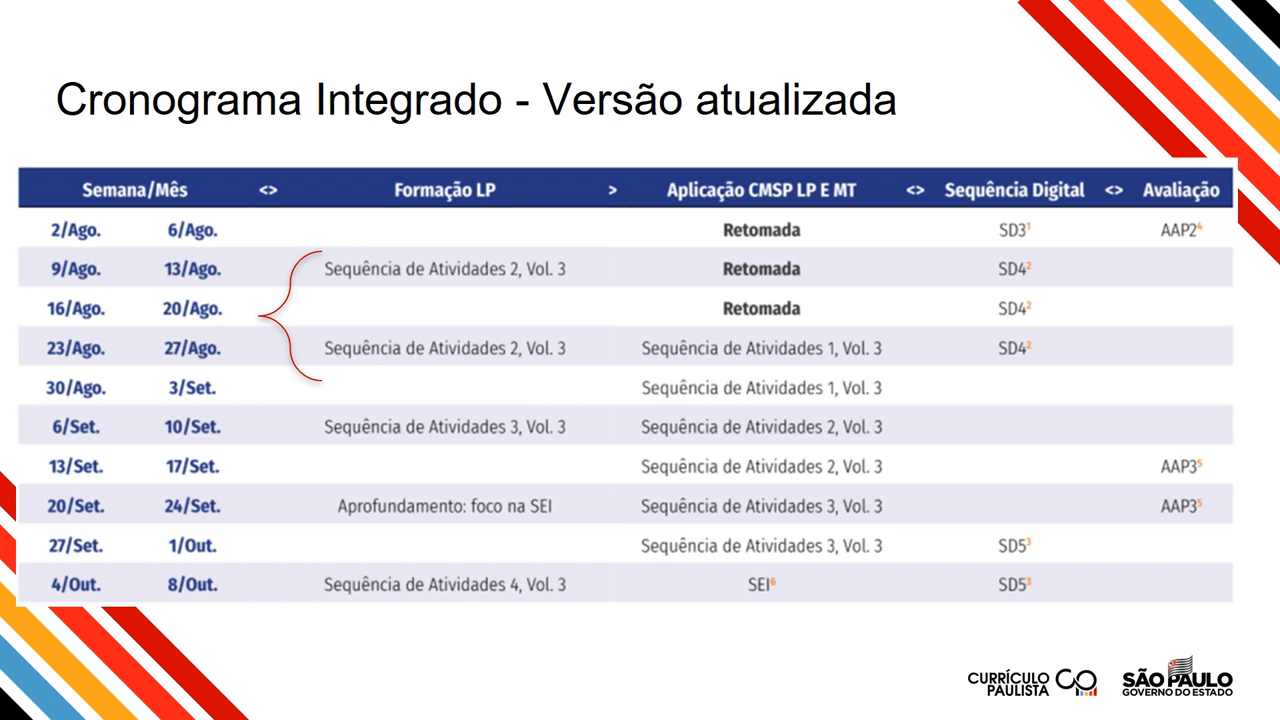 Cronograma Integrado - Versão atualizada
Semana/Mês <> Formação LP > Aplicação CMSP LP E MT <> Sequência Digital <> Avaliação
2/Ago. 6/Ago. Retomada SD3¹ AAP2⁴
9/Ago. 13/Ago. Sequência de Atividades 2, Vol. 3 Retomada SD4²
16/Ago. 20/Ago. Retomada SD4²
23/Ago. 27/Ago. Sequência de Atividades 2, Vol. 3 Sequência de Atividades 1, Vol. 3 SD4²
30/Ago. 3/Set. Sequência de Atividades 1, Vol. 3
6/Set. 10/Set. Sequência de Atividades 3, Vol. 3 Sequência de Atividades 2, Vol. 3
13/Set. 17/Set. Sequência de Atividades 2, Vol. 3 AAP3⁵
20/Set. 24/Set. Aprofundamento: foco na SEI Sequência de Atividades 3, Vol. 3 AAP3⁵
27/Set. 1/Out. Sequência de Atividades 3, Vol. 3 SD5³
4/Out. 8/Out. Sequência de Atividades 4, Vol. 3 SEI⁶ SD5³
CURRÍCULO
PAULISTA
SÃO PAULO
GOVERNO DO ESTADO